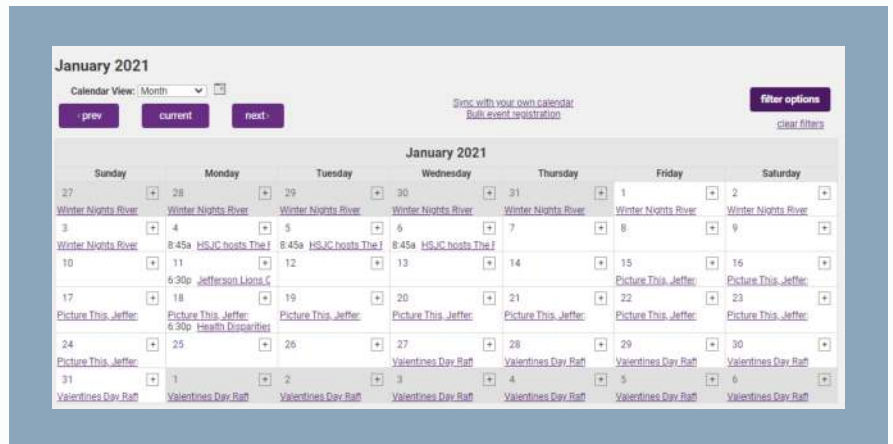 January 2021
Calendar View: Month
‹prev current next›
Sync with your own calendar
Bulk event registration
filter options
clear filters
January 2021
Sunday Monday Tuesday Wednesday Thursday Friday Saturday
27 + 28 + 29 + 30 + 31 + 1 + 2 +
Winter Nights River Winter Nights River Winter Nights River Winter Nights River Winter Nights River Winter Nights River Winter Nights River
3 + 4 + 5 + 6 + 7 + 8 + 9 +
Winter Nights River 8:45a HSJC hosts The F 8:45a HSJC hosts The F 8:45a HSJC hosts The F
10 + 11 + 12 + 13 + 14 + 15 + 16 +
6:30p Jefferson Lions C Picture This, Jeffer Picture This, Jeffer
17 + 18 + 19 + 20 + 21 + 22 + 23 +
Picture This, Jeffer Picture This, Jeffer Picture This, Jeffer Picture This, Jeffer Picture This, Jeffer Picture This, Jeffer Picture This, Jeffer
6:30p Health Disparities
24 + 25 + 26 + 27 + 28 + 29 + 30 +
Picture This, Jeffer Valentines Day Raff Valentines Day Raff Valentines Day Raff Valentines Day Raff
31 + 1 + 2 + 3 + 4 + 5 + 6 +
Valentines Day Raff Valentines Day Raff Valentines Day Raff Valentines Day Raff Valentines Day Raff Valentines Day Raff Valentines Day Raff